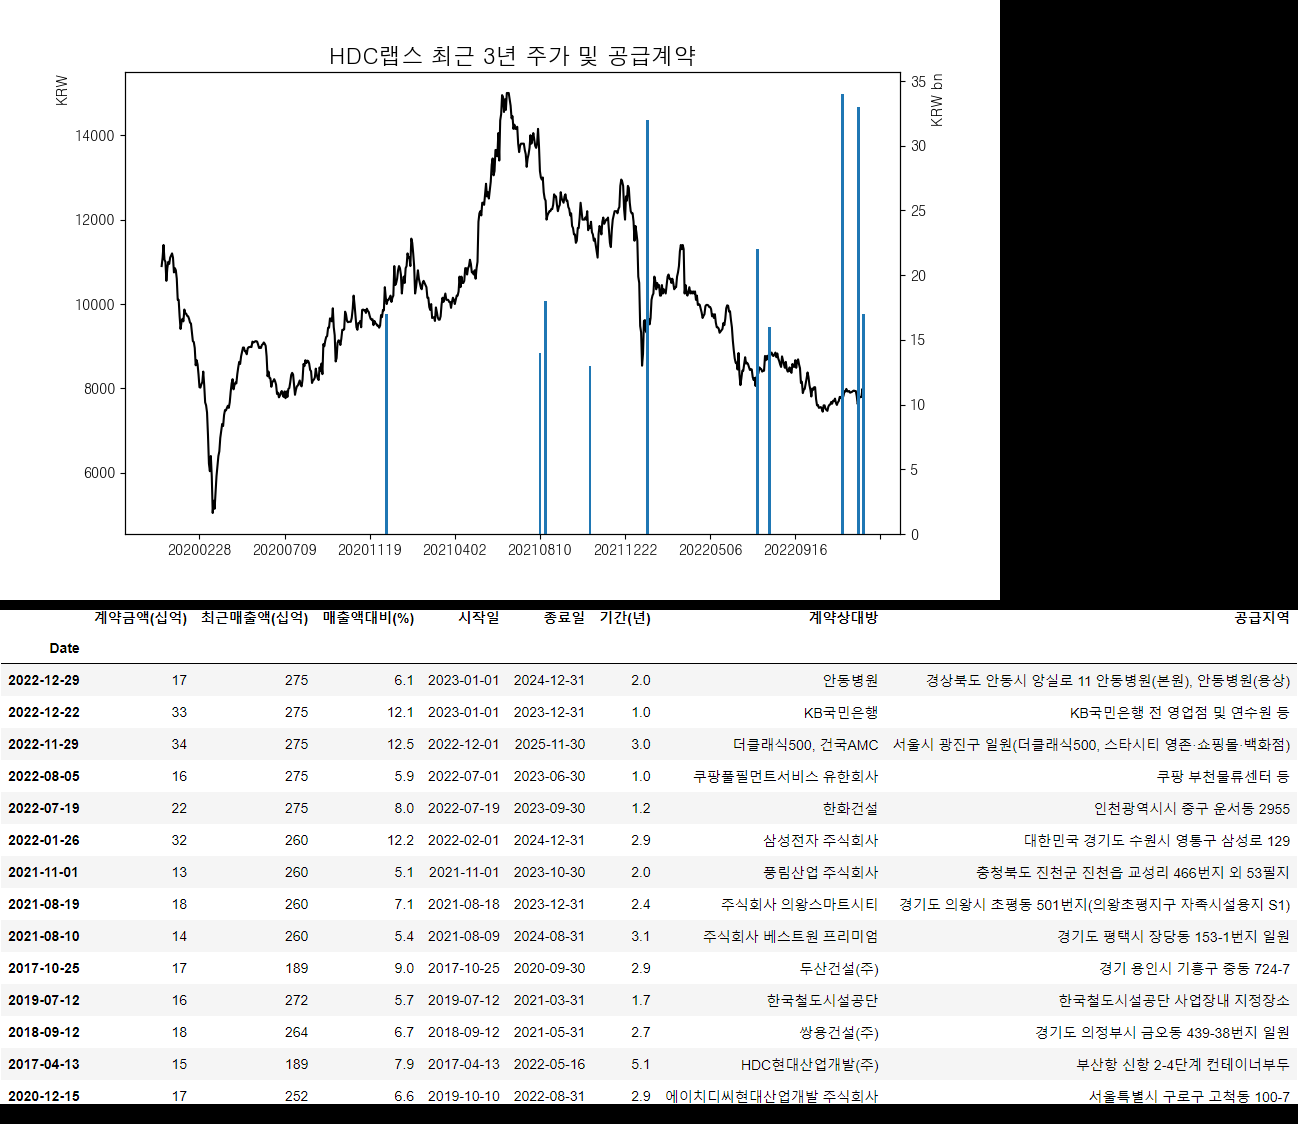 HDC랩스 최근 3년 주가 및 공급계약
KRW
KRW bn
14000
12000
10000
8000
6000
35
30
25
20
15
10
5
0
20200228 20200709 20201119 20210402 20210810 20211222 20220506 20220916
계약금액(십억) 최근매출액(십억) 매출액대비(%) 시작일 종료일 기간(년) 계약상대방 공급지역
Date
2022-12-29 17 275 6.1 2023-01-01 2024-12-31 2.0 안동병원 경상북도 안동시 앙실로 11 안동병원(본원), 안동병원(용상)
2022-12-22 33 275 12.1 2023-01-01 2023-12-31 1.0 KB국민은행 KB국민은행 전 영업점 및 연수원 등
2022-11-29 34 275 12.5 2022-12-01 2025-11-30 3.0 더클래식500, 건국AMC 서울시 광진구 일원(더클래식500, 스타시티 영존·쇼핑몰·백화점)
2022-08-05 16 275 5.9 2022-07-01 2023-06-30 1.0 쿠팡풀필먼트서비스 유한회사 쿠팡 부천물류센터 등
2022-07-19 22 275 8.0 2022-07-19 2023-09-30 1.2 한화건설 인천광역시시 중구 운서동 2955
2022-01-26 32 260 12.2 2022-02-01 2024-12-31 2.9 삼성전자 주식회사 대한민국 경기도 수원시 영통구 삼성로 129
2021-11-01 13 260 5.1 2021-11-01 2023-10-30 2.0 풍림산업 주식회사 충청북도 진천군 진천읍 교성리 466번지 외 53필지
2021-08-19 18 260 7.1 2021-08-18 2023-12-31 2.4 주식회사 의왕스마트시티 경기도 의왕시 초평동 501번지(의왕초평지구 자족시설용지 S1)
2021-08-10 14 260 5.4 2021-08-09 2024-08-31 3.1 주식회사 베스트원 프리미엄 경기도 평택시 장당동 153-1번지 일원
2017-10-25 17 189 9.0 2017-10-25 2020-09-30 2.9 두산건설(주) 경기 용인시 기흥구 중동 724-7
2019-07-12 16 272 5.7 2019-07-12 2021-03-31 1.7 한국철도시설공단 한국철도시설공단 사업장내 지정장소
2018-09-12 18 264 6.7 2018-09-12 2021-05-31 2.7 쌍용건설(주) 경기도 의정부시 금오동 439-38번지 일원
2017-04-13 15 189 7.9 2017-04-13 2022-05-16 5.1 HDC현대산업개발(주) 부산항 신항 2-4단계 컨테이너부두
2020-12-15 17 252 6.6 2019-10-10 2022-08-31 2.9 에이치디씨현대산업개발 주식회사 서울특별시 구로구 고척동 100-7